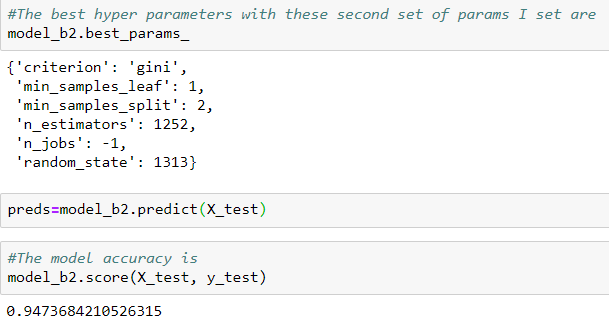 #The best hyper parameters with these second set of params I set are
model_b2.best_params_
{'criterion': 'gini',
'min_samples_leaf': 1,
'min_samples_split': 2,
'n_estimators': 1252,
'n_jobs': -1,
'random_state': 1313}
preds=model_b2.predict(X_test)
#The model accuracy is
model_b2.score(X_test, y_test)
0.9473684210526315